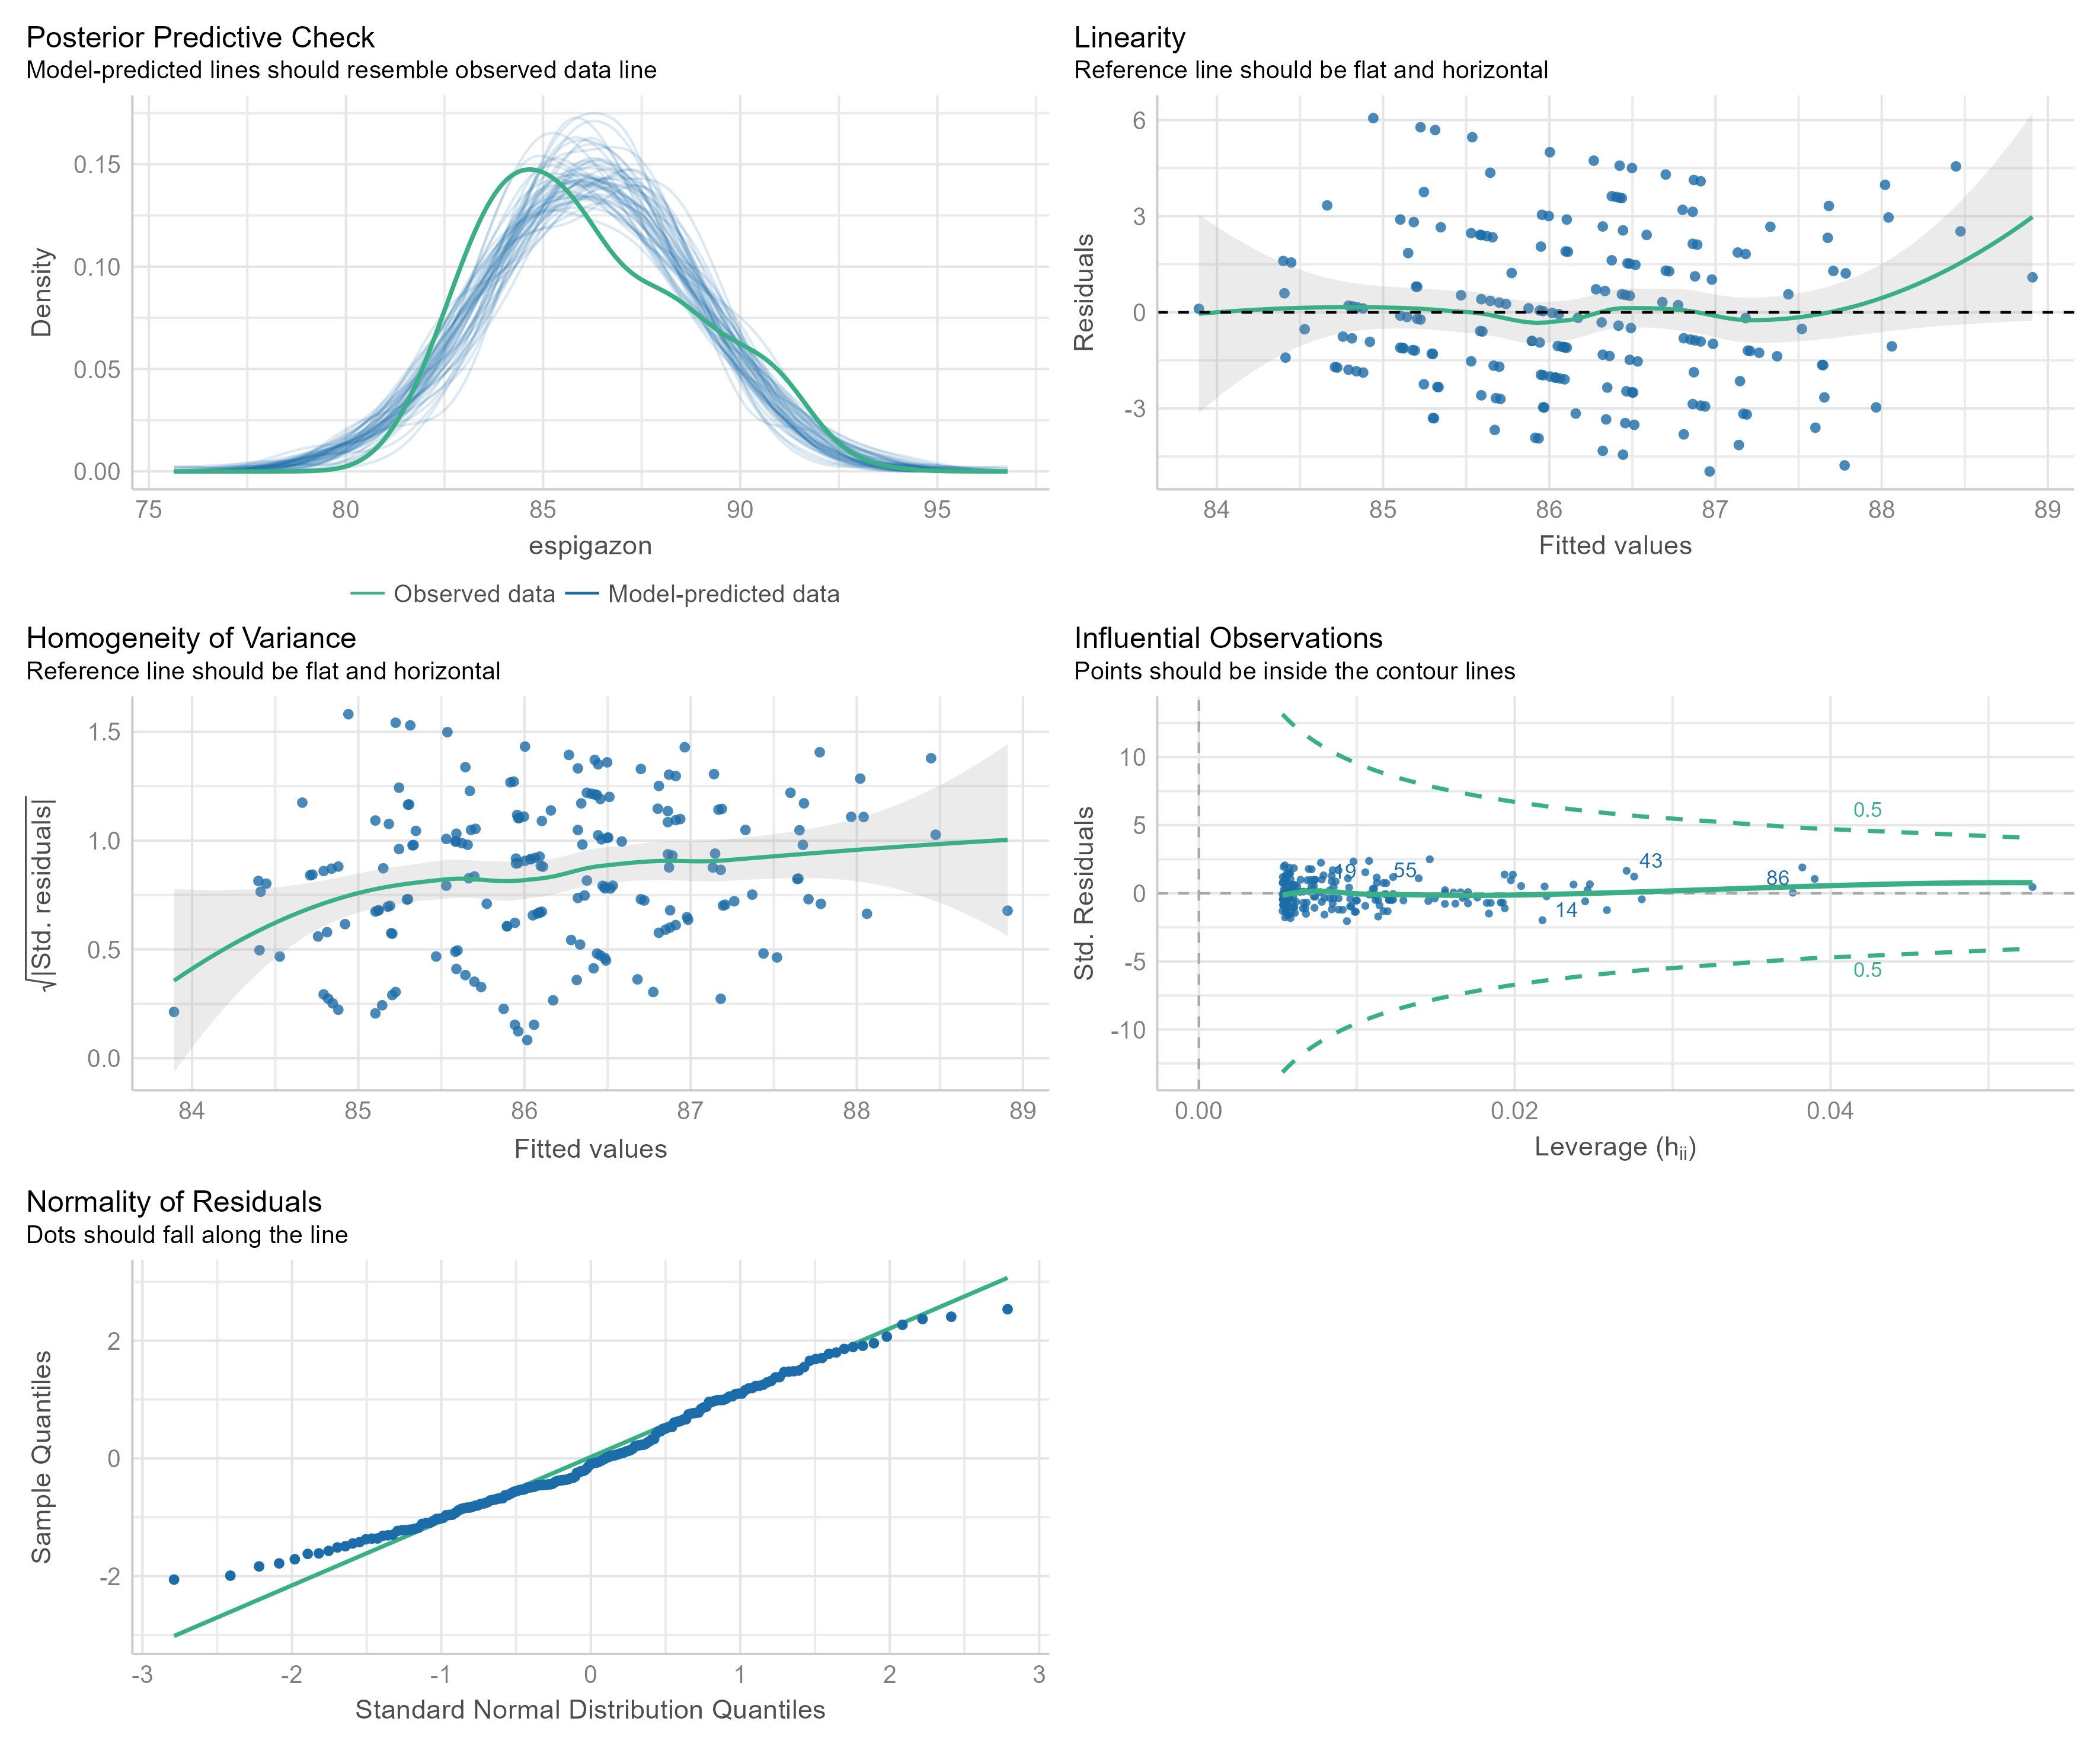 Posterior Predictive Check
Model-predicted lines should resemble observed data line
Density
0.15
0.10
0.05
0.00
75 80 85 90 95
espigazon
Observed data Model-predicted data
Linearity
Reference line should be flat and horizontal
Residuals
6
3
0
-3
84 85 86 87 88 89
Fitted values
Homogeneity of Variance
Reference line should be flat and horizontal
√|Std. residuals|
1.5
1.0
0.5
0.0
84 85 86 87 88 89
Fitted values
Influential Observations
Points should be inside the contour lines
Std. Residuals
10
5
0
-5
-10
0.5
43
19 55
86
14
0.5
0.00 0.02 0.04
Leverage (hii)
Normality of Residuals
Dots should fall along the line
Sample Quantiles
2
0
-2
-3 -2 -1 0 1 2 3
Standard Normal Distribution Quantiles